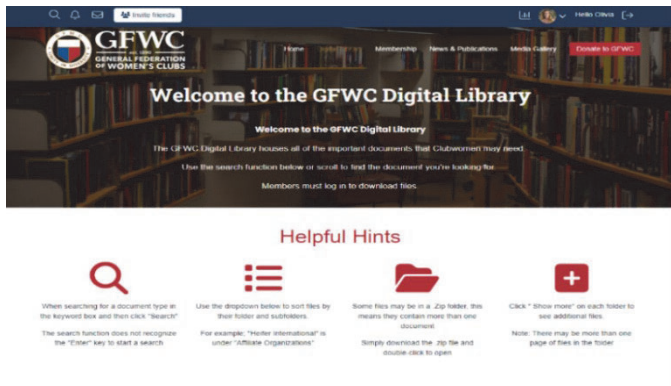 Invite friends
Hello Olivia
GFWC
GENERAL FEDERATION
OF WOMEN'S CLUBS
Home
Membership
News & Publications
Media Gallery
Donate to GFWC
Welcome to the GFWC Digital Library
Welcome to the GFWC Digital Library
The GFWC Digital Library houses all of the important documents that Clubwomen may need.
Use the search function below or scroll to find the document you're looking for.
Members must log in to download files.
Helpful Hints
When searching for a document type in
the keyword box and then click "Search"
The search function does not recognize
the "Enter" key to start a search
Use the dropdown below to sort files by
their folder and subfolders.
For example, "Heifer International" is
under "Affiliate Organizations"
Some files may be in a .Zip folder, this
means they contain more than one
document
Simply download the .zip file and
double-click to open
Click " Show more" on each folder to
see additional files.
Note: There may be more than one
page of files in the folder